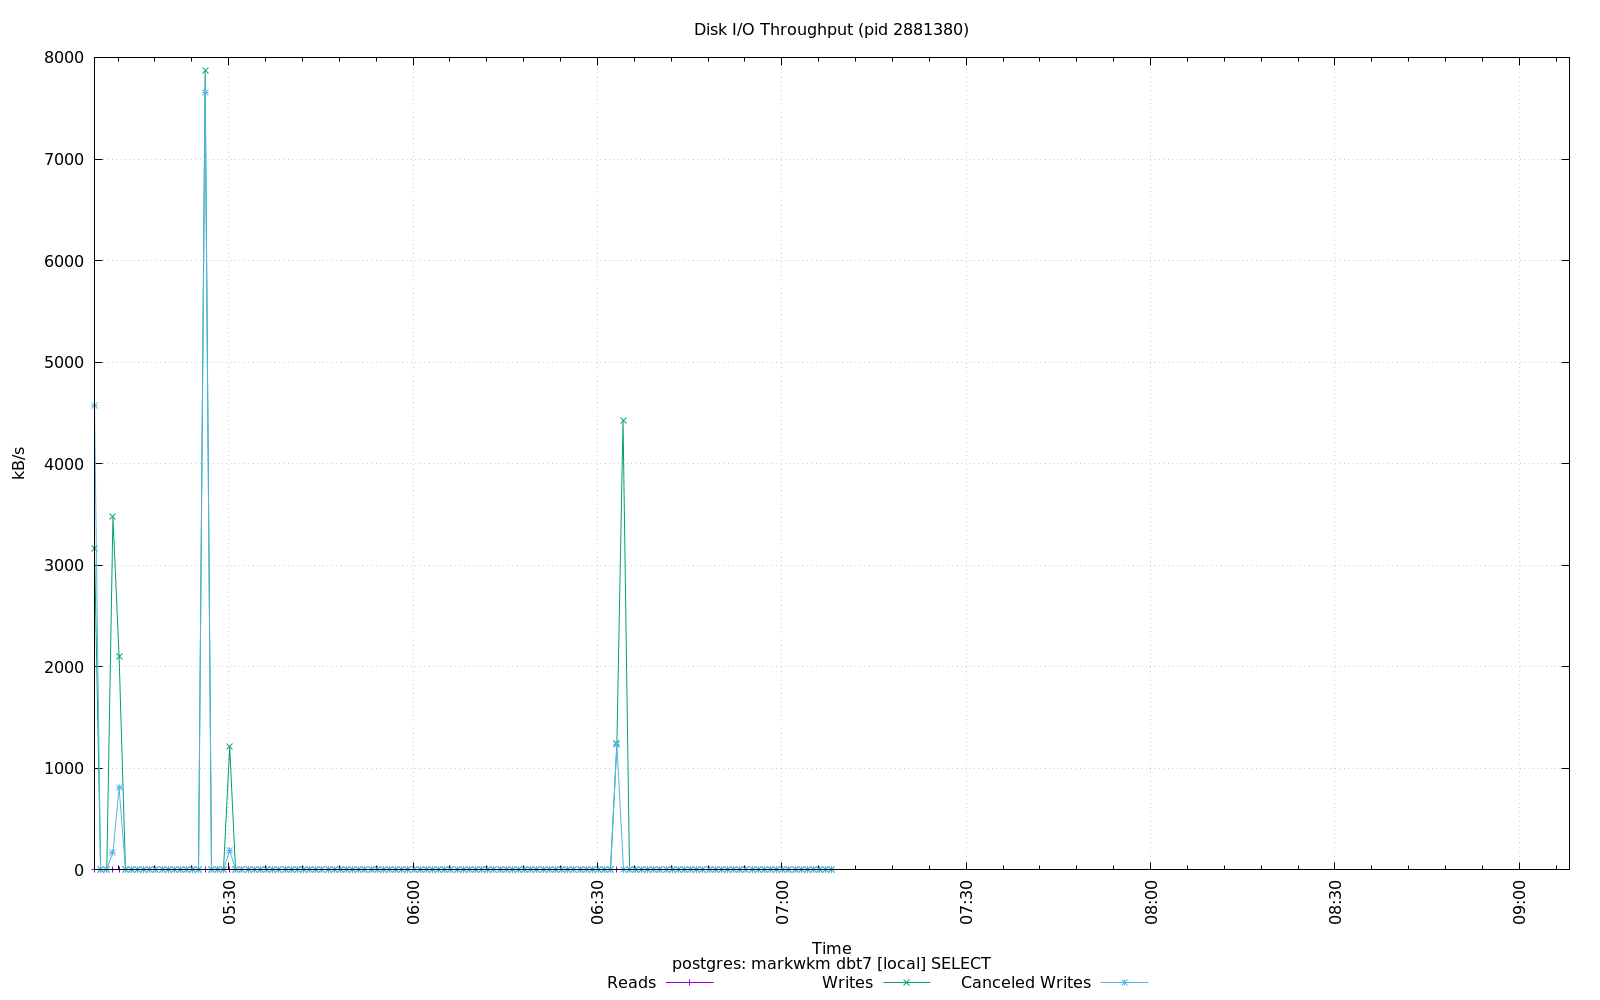 Disk I/O Throughput (pid 2881380)
8000
7000
6000
5000
4000
3000
2000
1000
0
kB/s
05:30 06:00 06:30 07:00 07:30 08:00 08:30 09:00
Time
postgres: markwkm dbt7 [local] SELECT
Reads Writes Canceled Writes